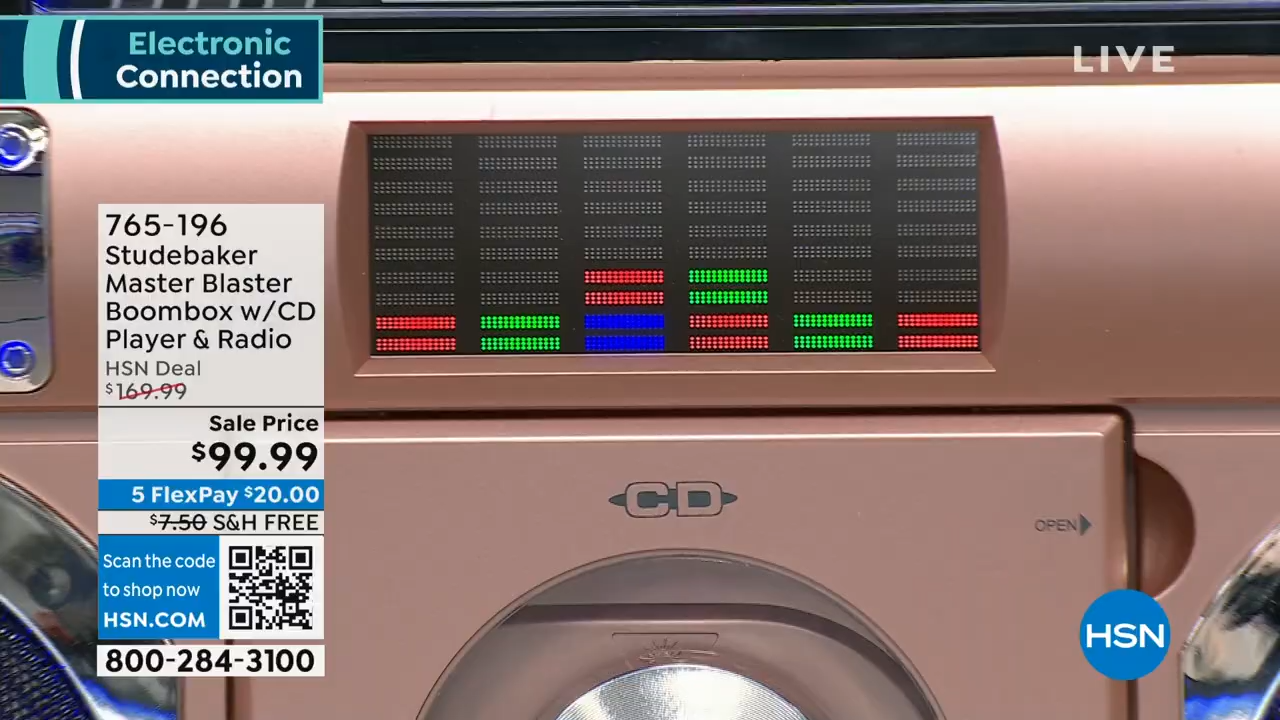 Electronic
Connection
LIVE
765-196
Studebaker
Master Blaster
Boombox w/CD
Player & Radio
HSN Deal
$169.99
Sale Price
$99.99
5 FlexPay $20.00
$7.50 S&H FREE
Scan the code
to shop now
HSN.COM
800-284-3100
CD
OPEN
HSN